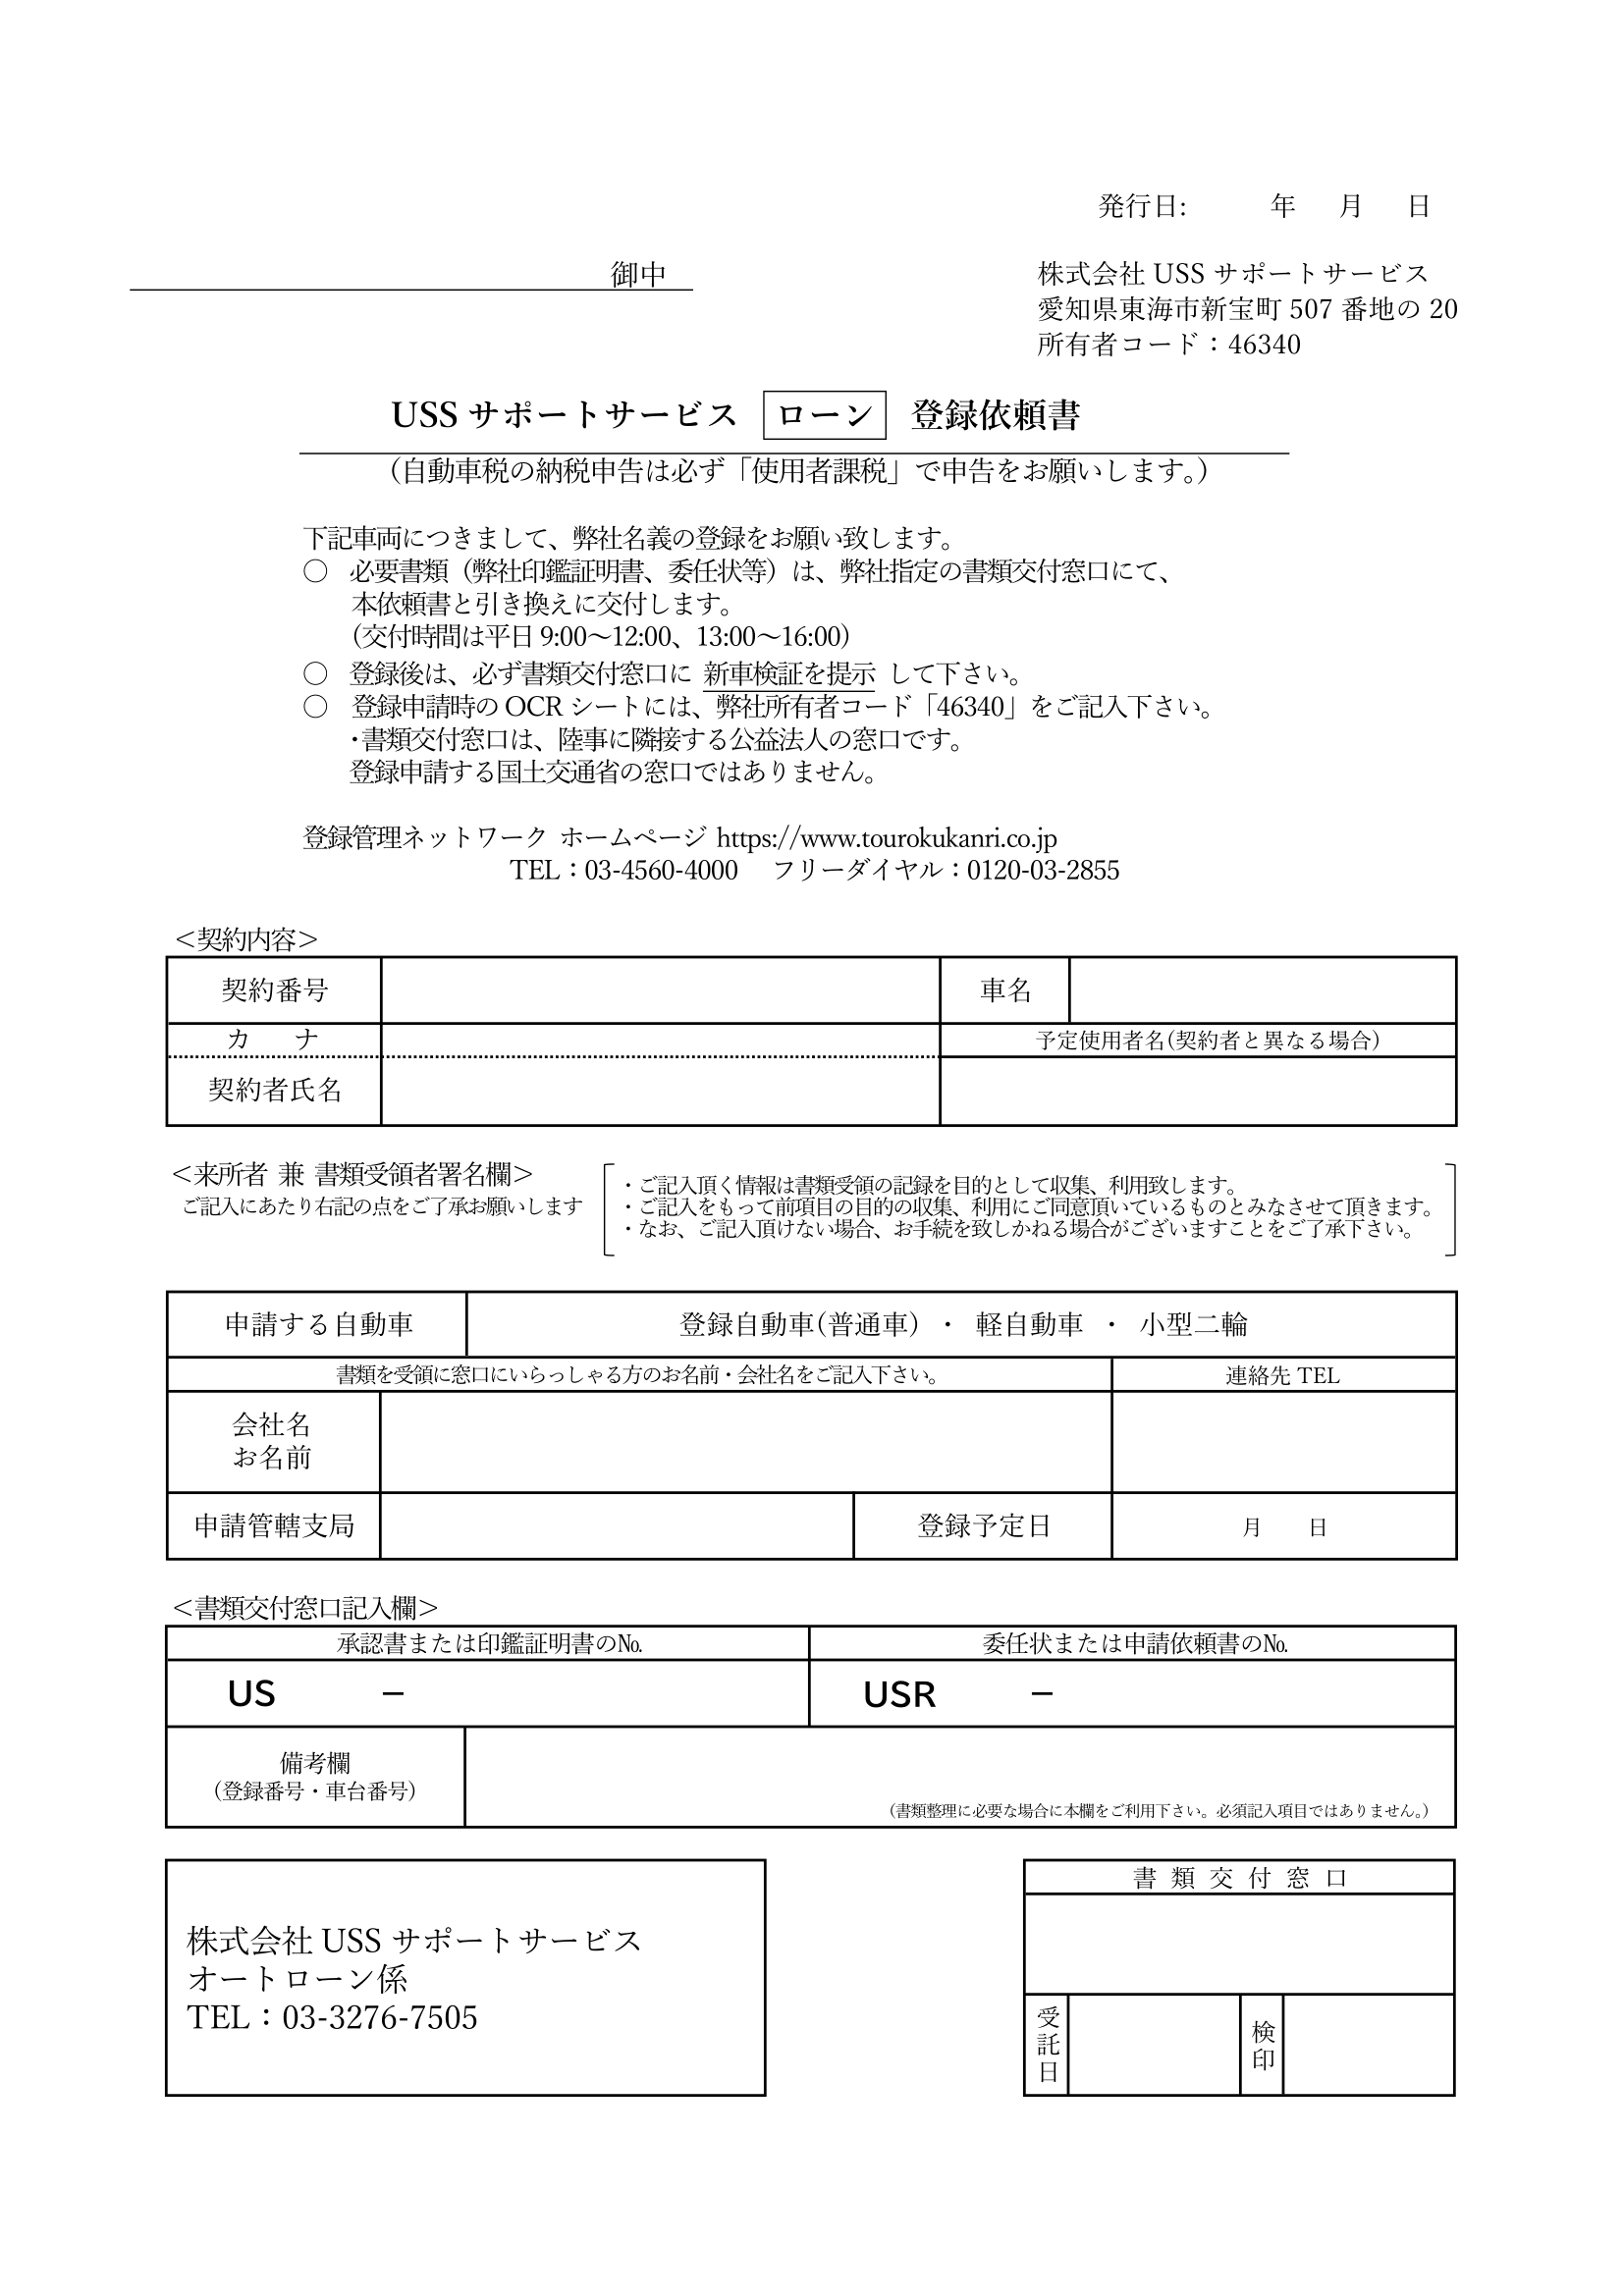 発行日:　　　年　月　日
御中
株式会社 USS サポートサービス
愛知県東海市新宝町 507 番地の 20
所有者コード：46340
USS サポートサービス ローン 登録依頼書
（自動車税の納税申告は必ず「使用者課税」で申告をお願いします。）
下記車両につきまして、弊社名義の登録をお願い致します。
〇 必要書類（弊社印鑑証明書、委任状等）は、弊社指定の書類交付窓口にて、
本依頼書と引き換えに交付します。
（交付時間は平日 9:00～12:00、13:00～16:00）
〇 登録後は、必ず書類交付窓口に 新車検証を提示 して下さい。
〇 登録申請時の OCR シートには、弊社所有者コード「46340」をご記入下さい。
・書類交付窓口は、陸事に隣接する公益法人の窓口です。
登録申請する国土交通省の窓口ではありません。
登録管理ネットワーク ホームページ https://www.tourokukanri.co.jp
TEL：03-4560-4000　フリーダイヤル：0120-03-2855
＜契約内容＞
契約番号　車名
カ　ナ　予定使用者名(契約者と異なる場合)
契約者氏名
＜来所者 兼 書類受領者署名欄＞
ご記入にあたり右記の点をご了承お願いします
・ご記入頂く情報は書類受領の記録を目的として収集、利用致します。
・ご記入をもって前項目の目的の収集、利用にご同意頂いているものとみなさせて頂きます。
・なお、ご記入頂けない場合、お手続を致しかねる場合がございますことをご了承下さい。
申請する自動車　登録自動車(普通車) ・ 軽自動車 ・ 小型二輪
書類を受領に窓口にいらっしゃる方のお名前・会社名をご記入下さい。　連絡先 TEL
会社名
お名前
申請管轄支局　登録予定日　月　日
＜書類交付窓口記入欄＞
承認書または印鑑証明書の№　委任状または申請依頼書の№
US　－　USR　－
備考欄
（登録番号・車台番号）
（書類整理に必要な場合に本欄をご利用下さい。必須記入項目ではありません。）
株式会社 USS サポートサービス
オートローン係
TEL：03-3276-7505
書 類 交 付 窓 口
受託日　検印